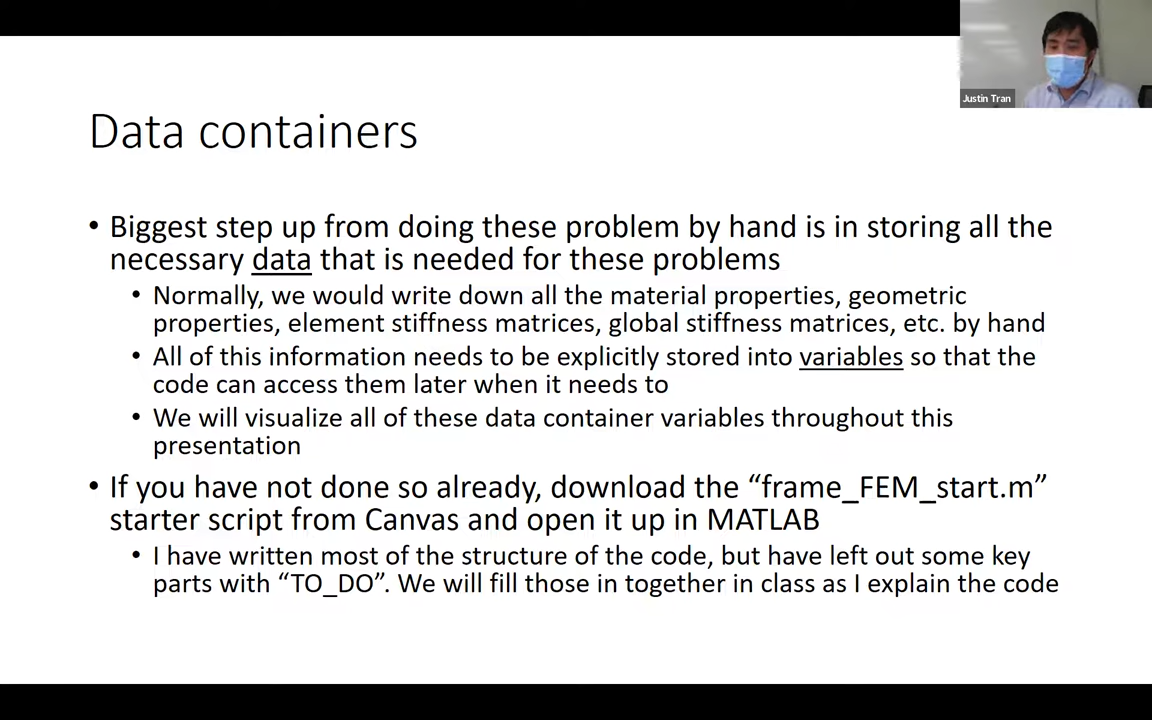 Justin Tran
Data containers
• Biggest step up from doing these problem by hand is in storing all the
necessary data that is needed for these problems
• Normally, we would write down all the material properties, geometric
properties, element stiffness matrices, global stiffness matrices, etc. by hand
• All of this information needs to be explicitly stored into variables so that the
code can access them later when it needs to
• We will visualize all of these data container variables throughout this
presentation
• If you have not done so already, download the “frame_FEM_start.m”
starter script from Canvas and open it up in MATLAB
• I have written most of the structure of the code, but have left out some key
parts with “TO_DO”. We will fill those in together in class as I explain the code